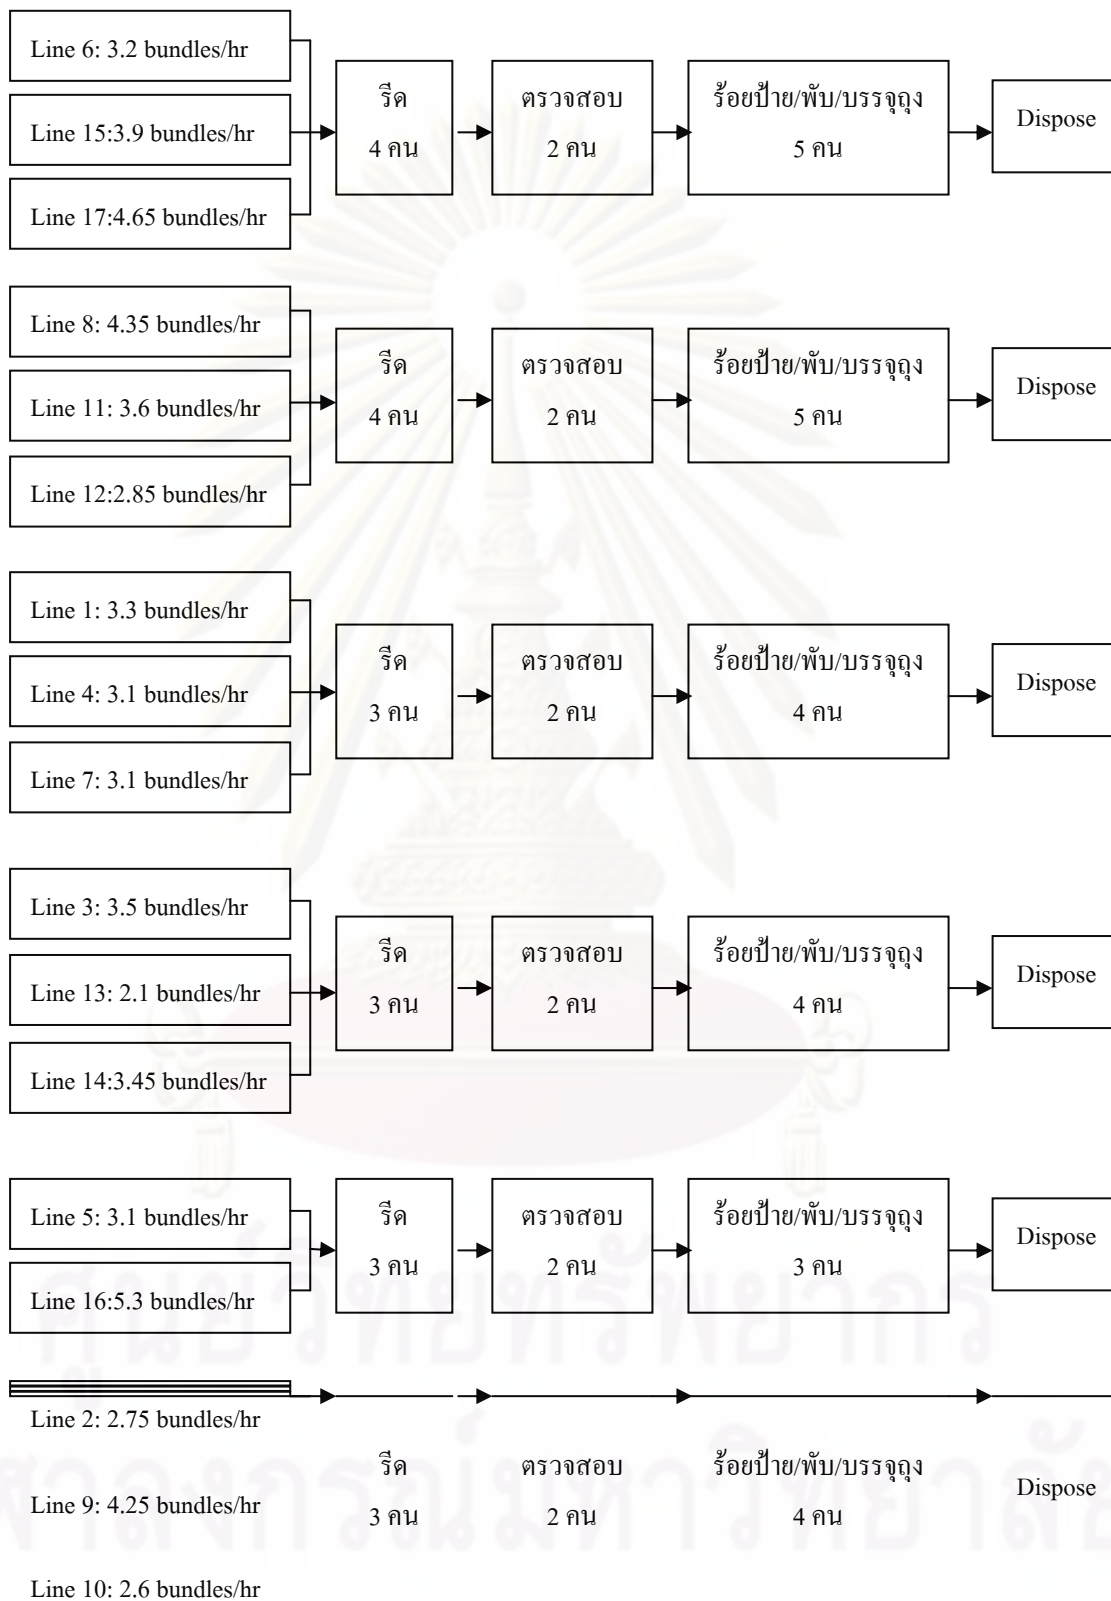 Line 6: 3.2 bundles/hr
Line 15:3.9 bundles/hr
Line 17:4.65 bundles/hr
รีด
4 คน
ตรวจสอบ
2 คน
ร้อยป้าย/พับ/บรรจุถุง
5 คน
Dispose
Line 8: 4.35 bundles/hr
Line 11: 3.6 bundles/hr
Line 12:2.85 bundles/hr
รีด
4 คน
ตรวจสอบ
2 คน
ร้อยป้าย/พับ/บรรจุถุง
5 คน
Dispose
Line 1: 3.3 bundles/hr
Line 4: 3.1 bundles/hr
Line 7: 3.1 bundles/hr
รีด
3 คน
ตรวจสอบ
2 คน
ร้อยป้าย/พับ/บรรจุถุง
4 คน
Dispose
Line 3: 3.5 bundles/hr
Line 13: 2.1 bundles/hr
Line 14:3.45 bundles/hr
รีด
3 คน
ตรวจสอบ
2 คน
ร้อยป้าย/พับ/บรรจุถุง
4 คน
Dispose
Line 5: 3.1 bundles/hr
Line 16:5.3 bundles/hr
รีด
3 คน
ตรวจสอบ
2 คน
ร้อยป้าย/พับ/บรรจุถุง
3 คน
Dispose
ศูนย์วิทยทรัพยากร
Line 2: 2.75 bundles/hr
Line 9: 4.25 bundles/hr
Line 10: 2.6 bundles/hr
รีด
3 คน
ตรวจสอบ
2 คน
ร้อยป้าย/พับ/บรรจุถุง
4 คน
Dispose